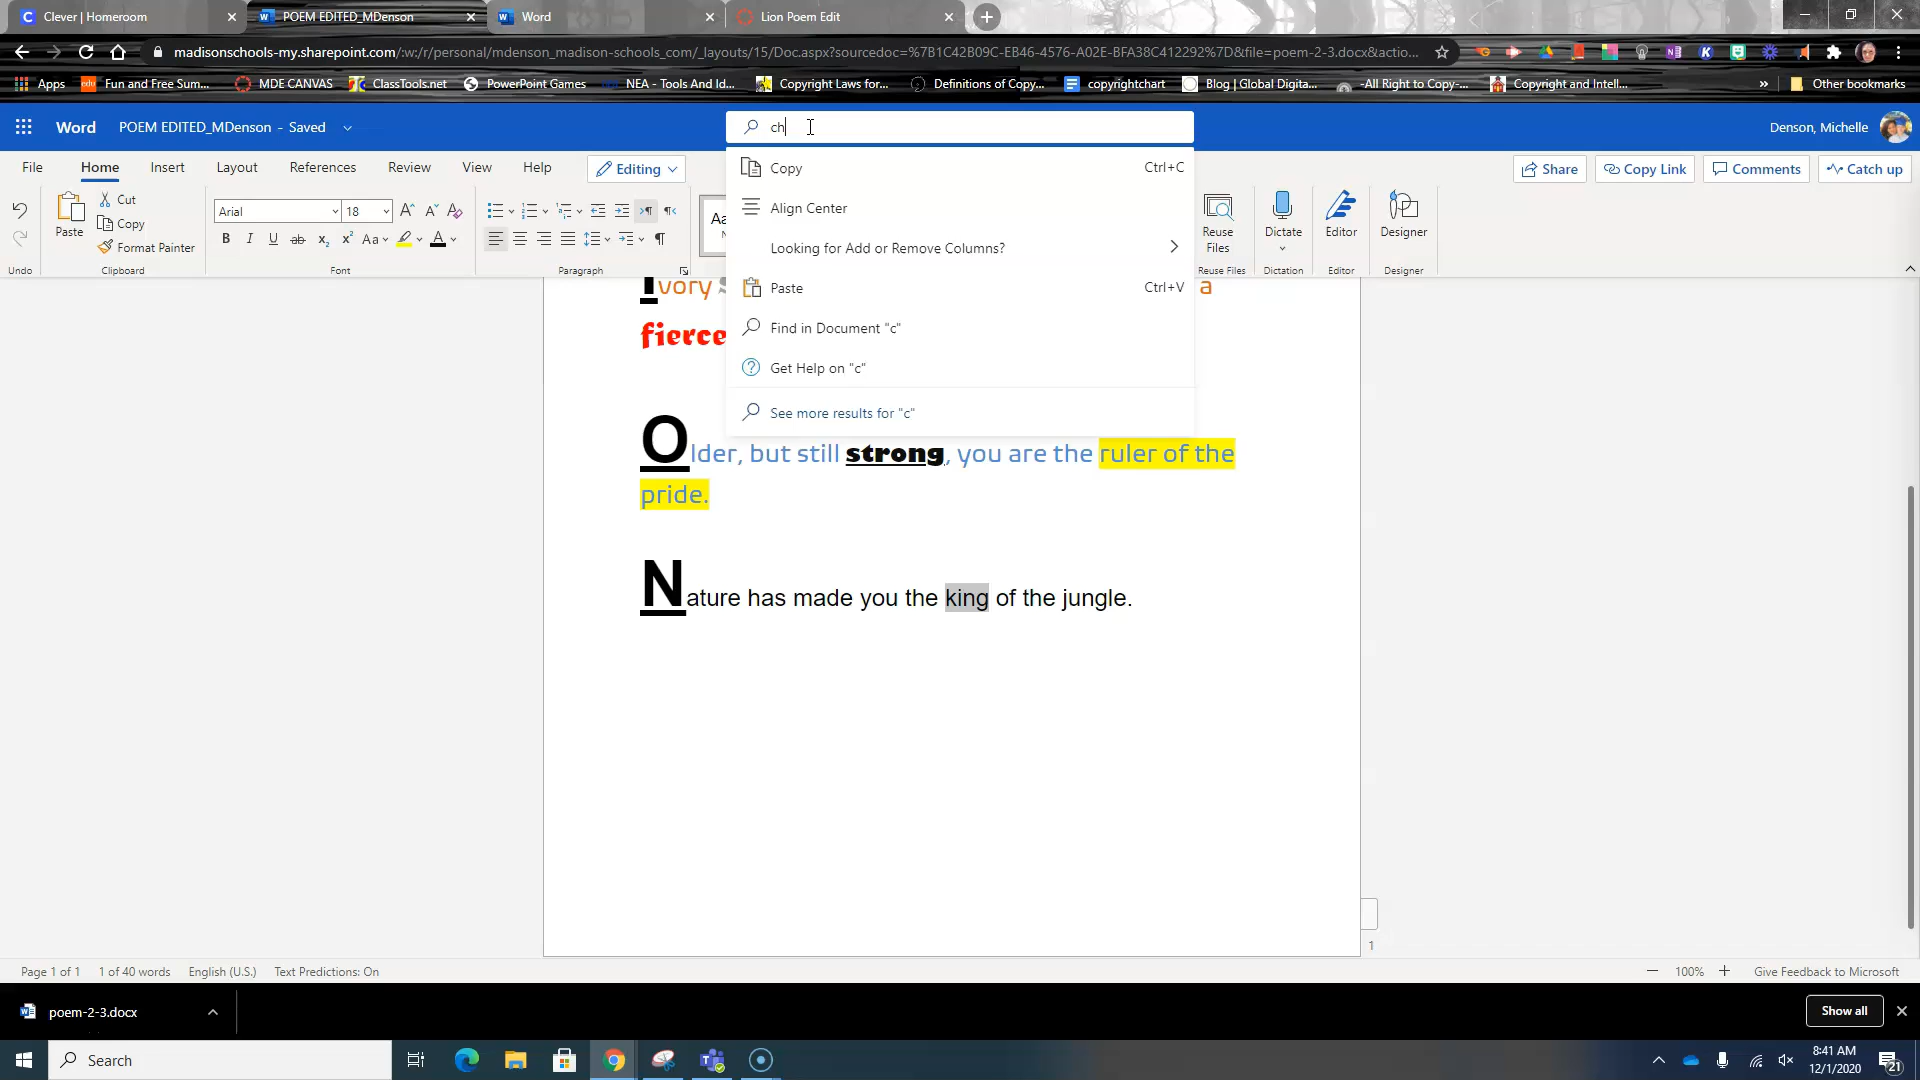 Clever | Homeroom
POEM EDITED_MDenson
Word
Lion Poem Edit
madisonschools-my.sharepoint.com/:w:/r/personal/mdenson_madison-schools_com/_layouts/15/Doc.aspx?sourcedoc=%7B1C42B09C-EB46-4576-A02E-BFA38C412292%7D&file=poem-2-3.docx&actio...
Apps
Fun and Free Sum...
MDE CANVAS
ClassTools.net
PowerPoint Games
NEA - Tools And Id...
Copyright Laws for...
Definitions of Copy...
copyrightchart
Blog | Global Digita...
-All Right to Copy-...
Copyright and Intell...
»
Other bookmarks
Word
POEM EDITED_MDenson - Saved
ch
Denson, Michelle
File
Home
Insert
Layout
References
Review
View
Help
Editing
Share
Copy Link
Comments
Catch up
Paste
Cut
Copy
Format Painter
Arial
18
Reuse Files
Dictate
Editor
Designer
Undo
Clipboard
Font
Paragraph
Reuse Files
Dictation
Editor
Designer
Copy Ctrl+C
Align Center
Looking for Add or Remove Columns?
Paste Ctrl+V
Find in Document "c"
Get Help on "c"
See more results for "c"
Ivory a
fierce
Older, but still strong, you are the ruler of the
pride.
Nature has made you the king of the jungle.
1
Page 1 of 1
1 of 40 words
English (U.S.)
Text Predictions: On
100%
Give Feedback to Microsoft
poem-2-3.docx
Show all
Search
8:41 AM
12/1/2020
21